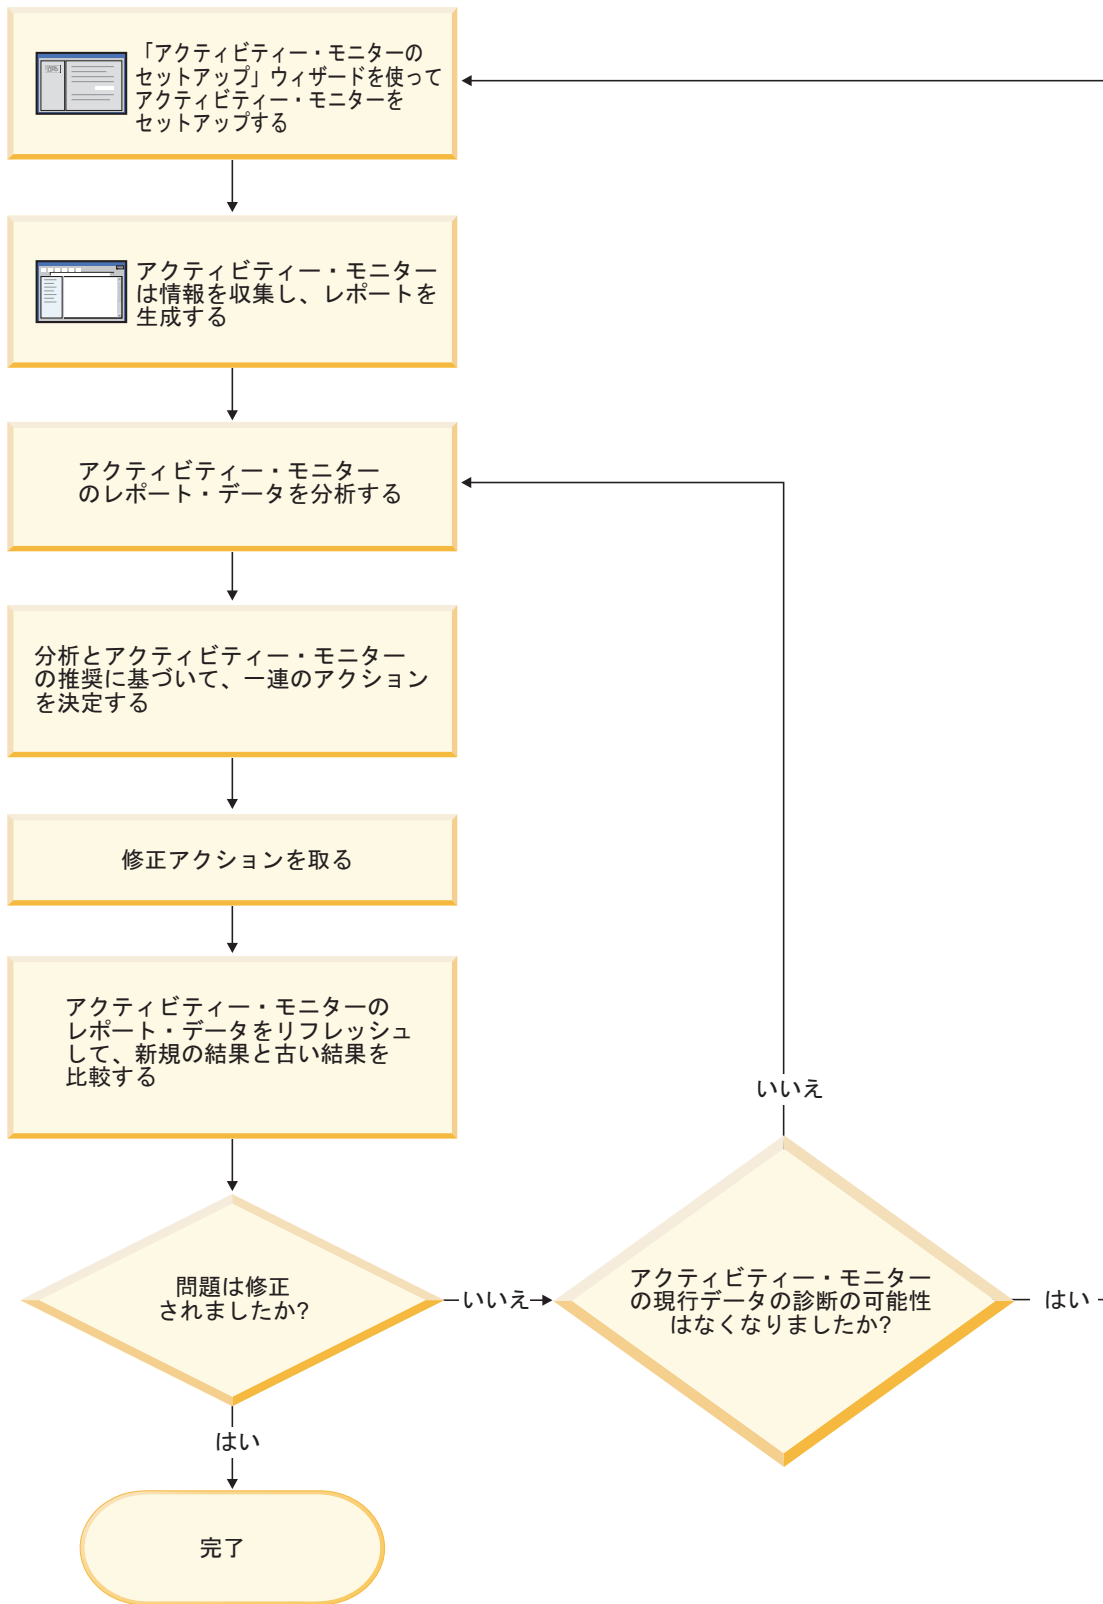 「アクティビティー・モニターの
セットアップ」ウィザードを使って
アクティビティー・モニターを
セットアップする
アクティビティー・モニター
は情報を収集し、レポートを
生成する
アクティビティー・モニター
のレポート・データを分析する
分析とアクティビティー・モニター
の推奨に基づいて、一連のアクション
を決定する
修正アクションを取る
アクティビティー・モニターの
レポート・データをリフレッシュ
して、新規の結果と古い結果を
比較する
いいえ
問題は修正
されましたか?
いいえ
アクティビティー・モニター
の現行データの診断の可能性
はなくなりましたか?
はい
はい
完了